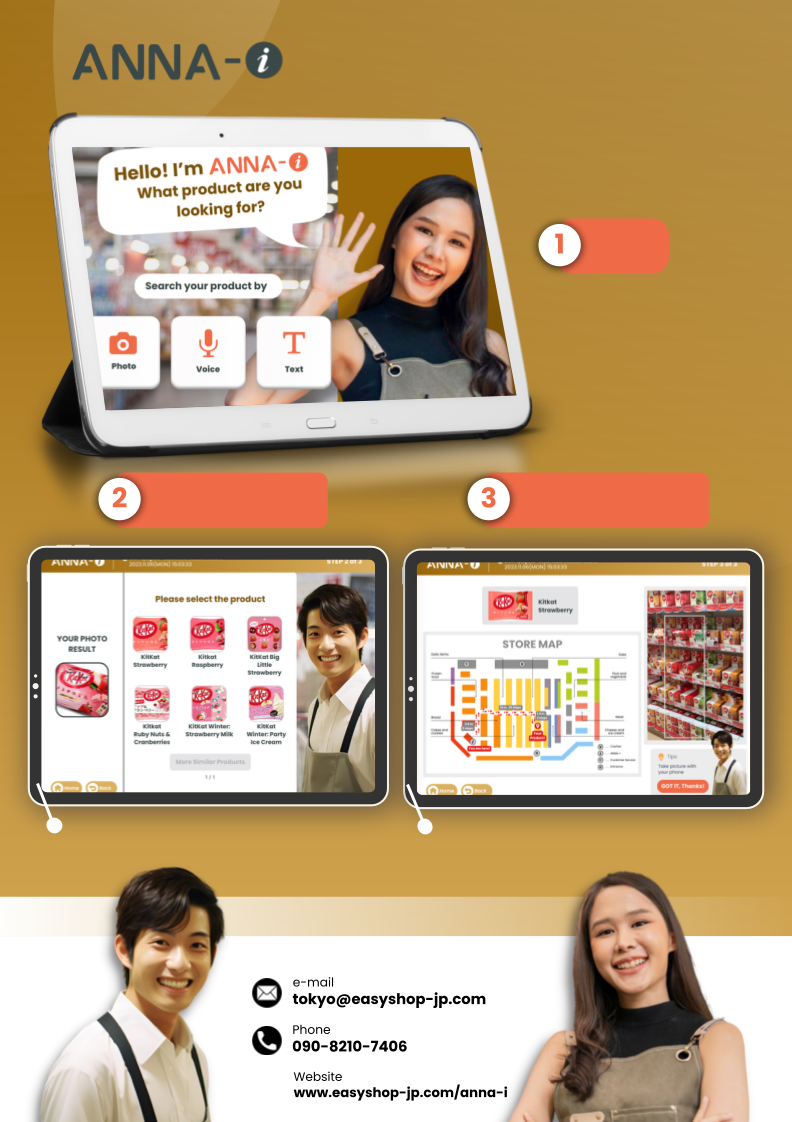 ANNA-i
Hello! I'm ANNA-i
What product are you
looking for?
Search your product by
Photo
Voice
Text
1
2
3
ANNA-i
STEP 2 of 3
YOUR PHOTO
RESULT
Please select the product
KitKat
Strawberry
Kitkat
Raspberry
KitKat Big
Little
Strawberry
Kitkat
Ruby Nuts &
Cranberries
KitKat Winter:
Strawberry Milk
KitKat
Winter: Party
Ice Cream
More Similar Products
1 / 1
Home
Back
ANNA-i
Kitkat
Strawberry
STORE MAP
Tips
Take picture with
your phone
GOT IT, Thanks!
Home
Back
e-mail
tokyo@easyshop-jp.com
Phone
090-8210-7406
Website
www.easyshop-jp.com/anna-i